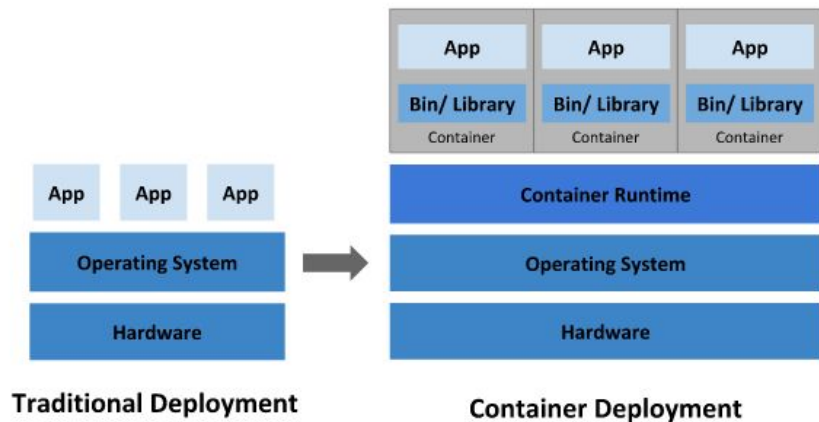 App App App
Operating System
Hardware
Traditional Deployment
App App App
Bin/ Library Bin/ Library Bin/ Library
Container Container Container
Container Runtime
Operating System
Hardware
Container Deployment